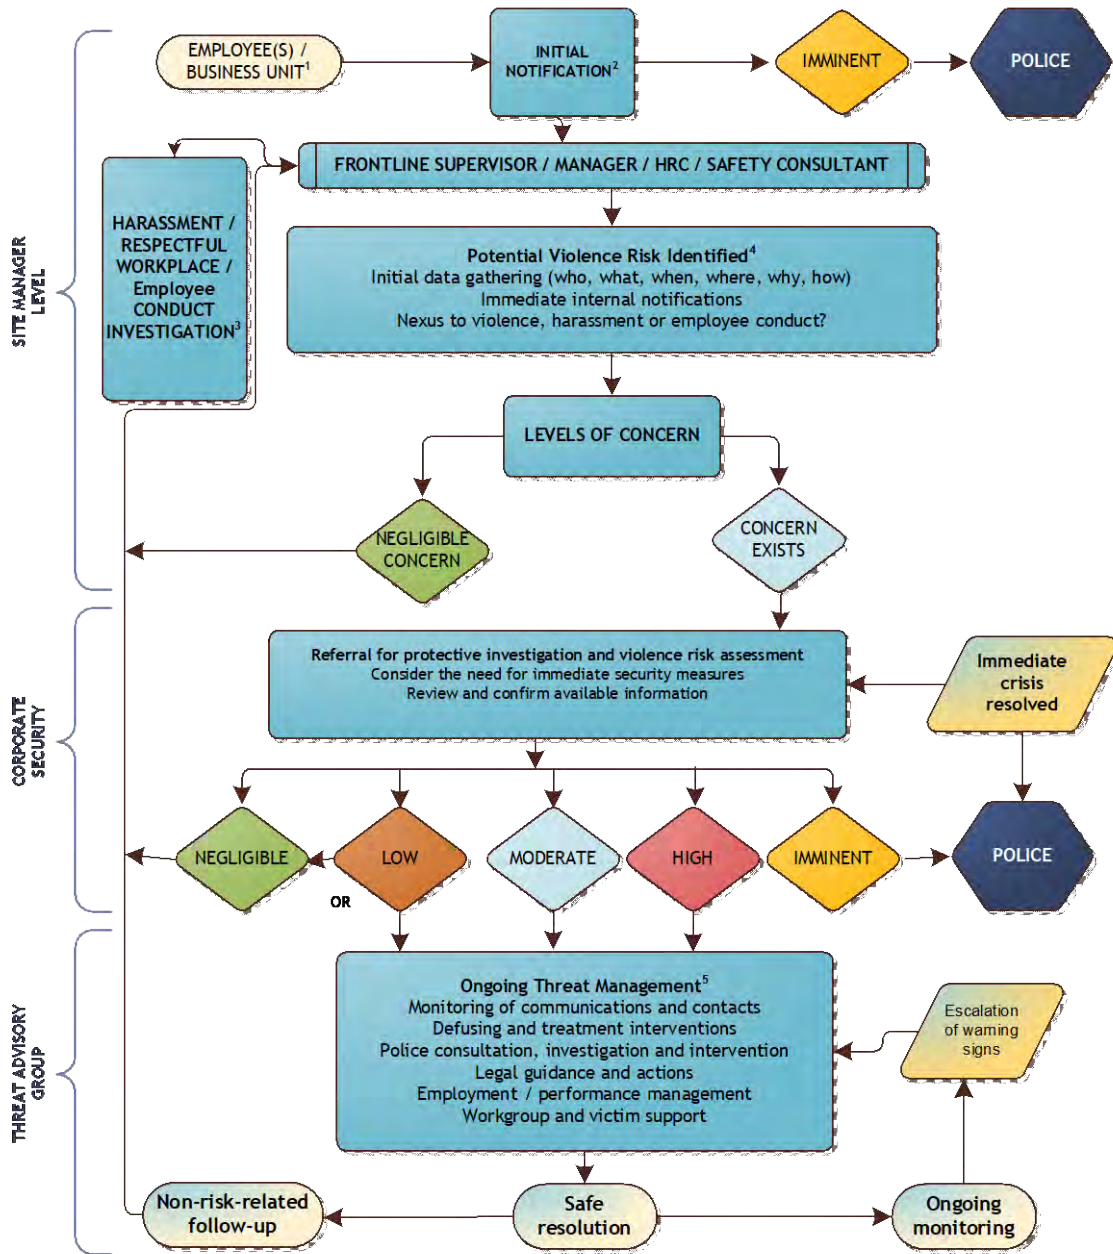 EMPLOYEE(S) /
BUSINESS UNIT1
INITIAL
NOTIFICATION2
IMMINENT
POLICE
FRONTLINE SUPERVISOR / MANAGER / HRC / SAFETY CONSULTANT
HARASSMENT /
RESPECTFUL
WORKPLACE /
Employee
CONDUCT
INVESTIGATION3
Potential Violence Risk Identified4
Initial data gathering (who, what, when, where, why, how)
Immediate internal notifications
Nexus to violence, harassment or employee conduct?
SITE MANAGER
LEVEL
LEVELS OF CONCERN
NEGLIGIBLE
CONCERN
CONCERN
EXISTS
Referral for protective investigation and violence risk assessment
Consider the need for immediate security measures
Review and confirm available information
Immediate
crisis
resolved
CORPORATE
SECURITY
NEGLIGIBLE
LOW
MODERATE
HIGH
IMMINENT
POLICE
OR
Ongoing Threat Management5
Monitoring of communications and contacts
Defusing and treatment interventions
Police consultation, investigation and intervention
Legal guidance and actions
Employment / performance management
Workgroup and victim support
Escalation
of warning
signs
THREAT ADVISORY
GROUP
Non-risk-related
follow-up
Safe
resolution
Ongoing
monitoring